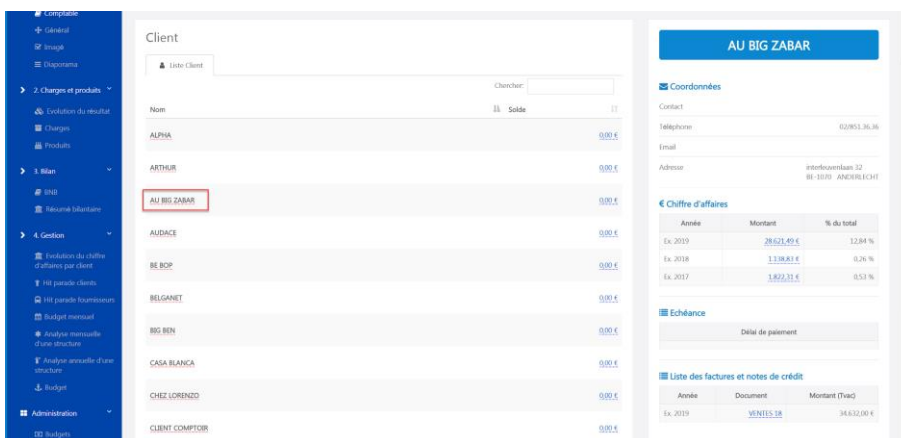 Comptable
Général
Imagé
Diaporama
2. Charges et produits
Evolution du résultat
Charges
Produits
3. Bilan
BNB
Résumé bilantaire
4. Gestion
Evolution du chiffre
d'affaires par client
Hit parade clients
Hit parade fournisseurs
Budget mensuel
Analyse mensuelle
d'une structure
Analyse annuelle d'une
structure
Budget
Administration
Budgets
Client
Liste Client
Chercher:
Nom Solde
ALPHA 0,00 €
ARTHUR 0,00 €
AU BIG ZABAR 0,00 €
AUDACE 0,00 €
BE BOP 0,00 €
BELGANET 0,00 €
BIG BEN 0,00 €
CASA BLANCA 0,00 €
CHEZ LORENZO 0,00 €
CLIENT COMPTOIR 0,00 €
AU BIG ZABAR
Coordonnées
Contact
Téléphone 02/851.36.36
Email
Adresse interleuvenlaan 32
BE-1070 ANDERLECHT
€ Chiffre d'affaires
Année Montant % du total
Ex. 2019 28.621,49 € 12,84 %
Ex. 2018 1.138,83 € 0,26 %
Ex. 2017 1.822,31 € 0,53 %
Echéance
Délai de paiement
Liste des factures et notes de crédit
Année Document Montant (Tvac)
Ex. 2019 VENTES 18 34.632,00 €